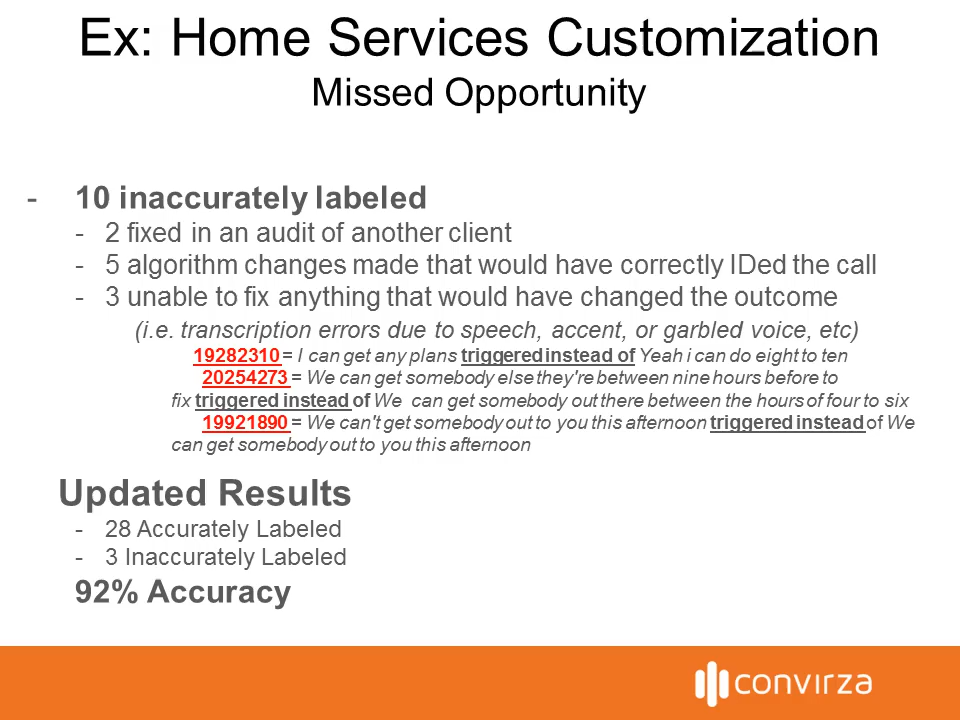 Ex: Home Services Customization
Missed Opportunity
- 10 inaccurately labeled
- 2 fixed in an audit of another client
- 5 algorithm changes made that would have correctly IDed the call
- 3 unable to fix anything that would have changed the outcome
(i.e. transcription errors due to speech, accent, or garbled voice, etc)
19282310 = I can get any plans triggered instead of Yeah i can do eight to ten
20254273 = We can get somebody else they're between nine hours before to
fix triggered instead of We can get somebody out there between the hours of four to six
19921890 = We can't get somebody out to you this afternoon triggered instead of We
can get somebody out to you this afternoon
Updated Results
- 28 Accurately Labeled
- 3 Inaccurately Labeled
92% Accuracy
convirza